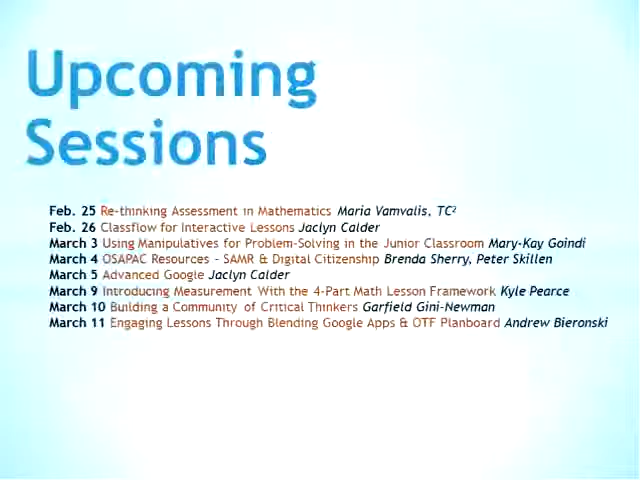 Upcoming
Sessions
Feb. 25 Re-thinking Assessment in Mathematics Maria Vamvalis, TC²
Feb. 26 Classflow for Interactive Lessons Jaclyn Calder
March 3 Using Manipulatives for Problem-Solving in the Junior Classroom Mary-Kay Goindi
March 4 OSAPAC Resources - SAMR & Digital Citizenship Brenda Sherry, Peter Skillen
March 5 Advanced Google Jaclyn Calder
March 9 Introducing Measurement With the 4-Part Math Lesson Framework Kyle Pearce
March 10 Building a Community of Critical Thinkers Garfield Gini-Newman
March 11 Engaging Lessons Through Blending Google Apps & OTF Planboard Andrew Bieronski